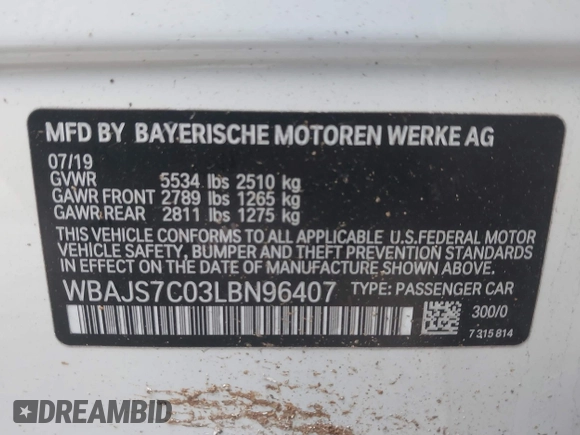 MFD BY BAYERISCHE MOTOREN WERKE AG
07/19
GVWR 5534 lbs 2510 kg
GAWR FRONT 2789 lbs 1265 kg
GAWR REAR 2811 lbs 1275 kg
THIS VEHICLE CONFORMS TO ALL APPLICABLE U.S.FEDERAL MOTOR
VEHICLE SAFETY, BUMPER AND THEFT PREVENTION STANDARDS IN
EFFECT ON THE DATE OF MANUFACTURE SHOWN ABOVE.
WBAJS7C03LBN96407 TYPE: PASSENGER CAR
300/0
7 315 814
DREAMBID